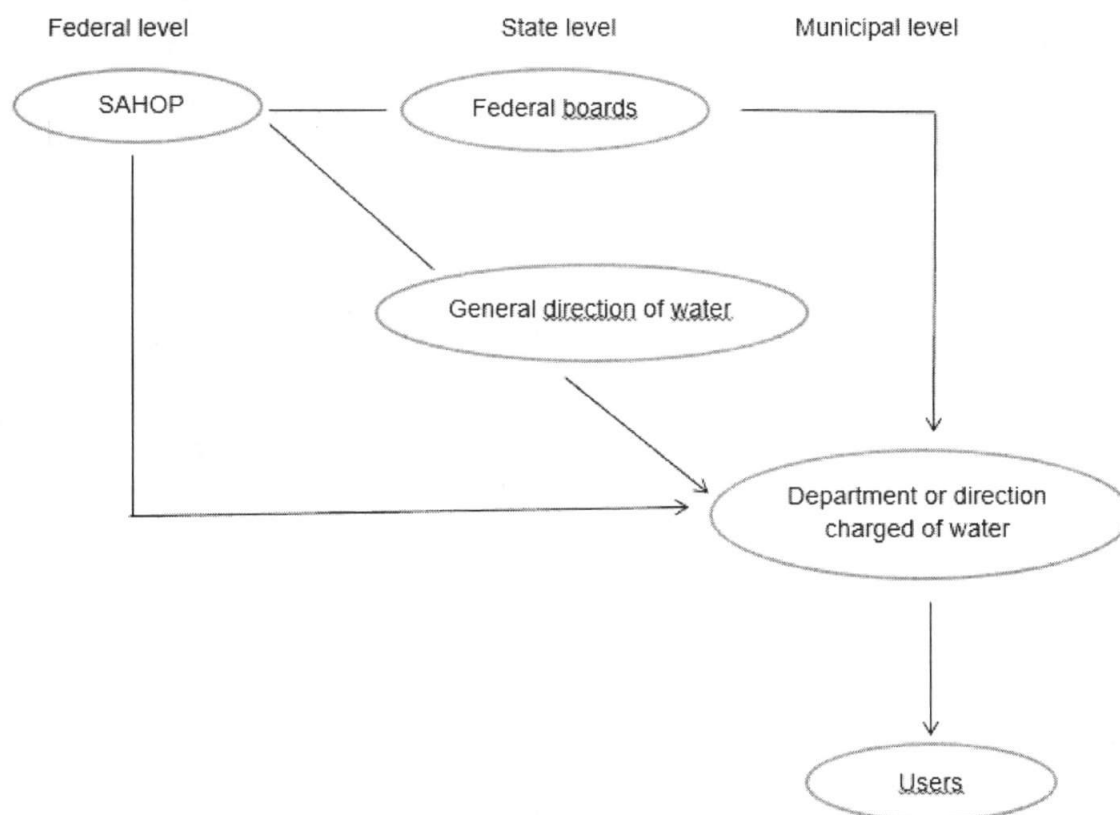 Federal level
State level
Municipal level
SAHOP
Federal boards
General direction of water
Department or direction
charged of water
Users